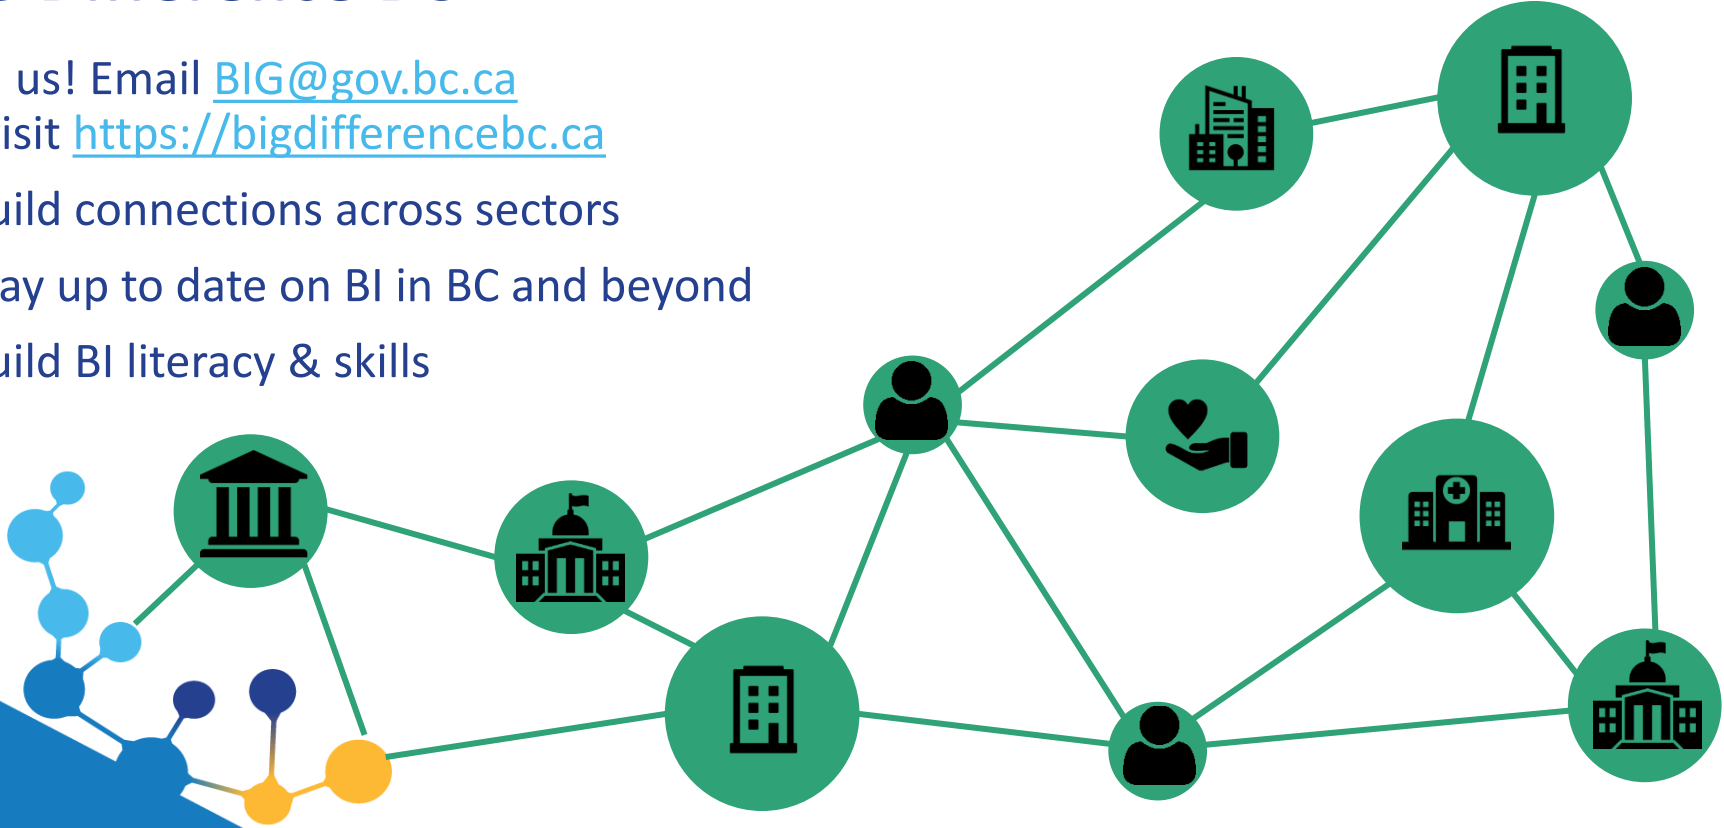 us! Email BIG@gov.bc.ca
isit https://bigdifferencebc.ca
uild connections across sectors
ay up to date on BI in BC and beyond
uild BI literacy & skills